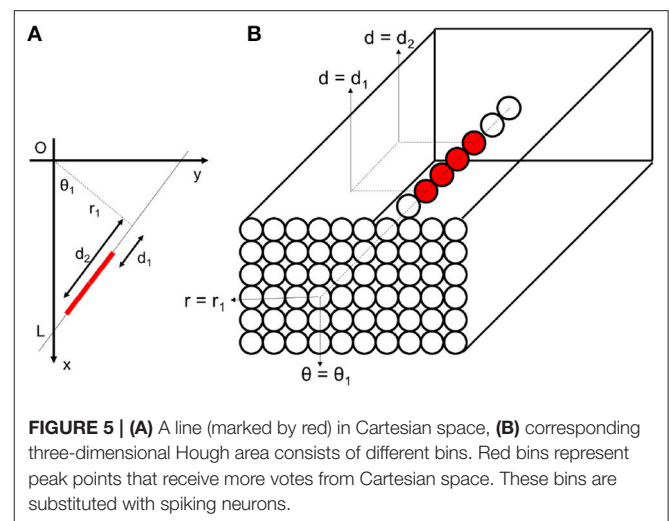 A
B
d = d₂
d = d₁
O
y
θ₁
r₁
d₂
d₁
L
x
r = r₁
θ = θ₁
FIGURE 5 | (A) A line (marked by red) in Cartesian space, (B) corresponding
three-dimensional Hough area consists of different bins. Red bins represent
peak points that receive more votes from Cartesian space. These bins are
substituted with spiking neurons.